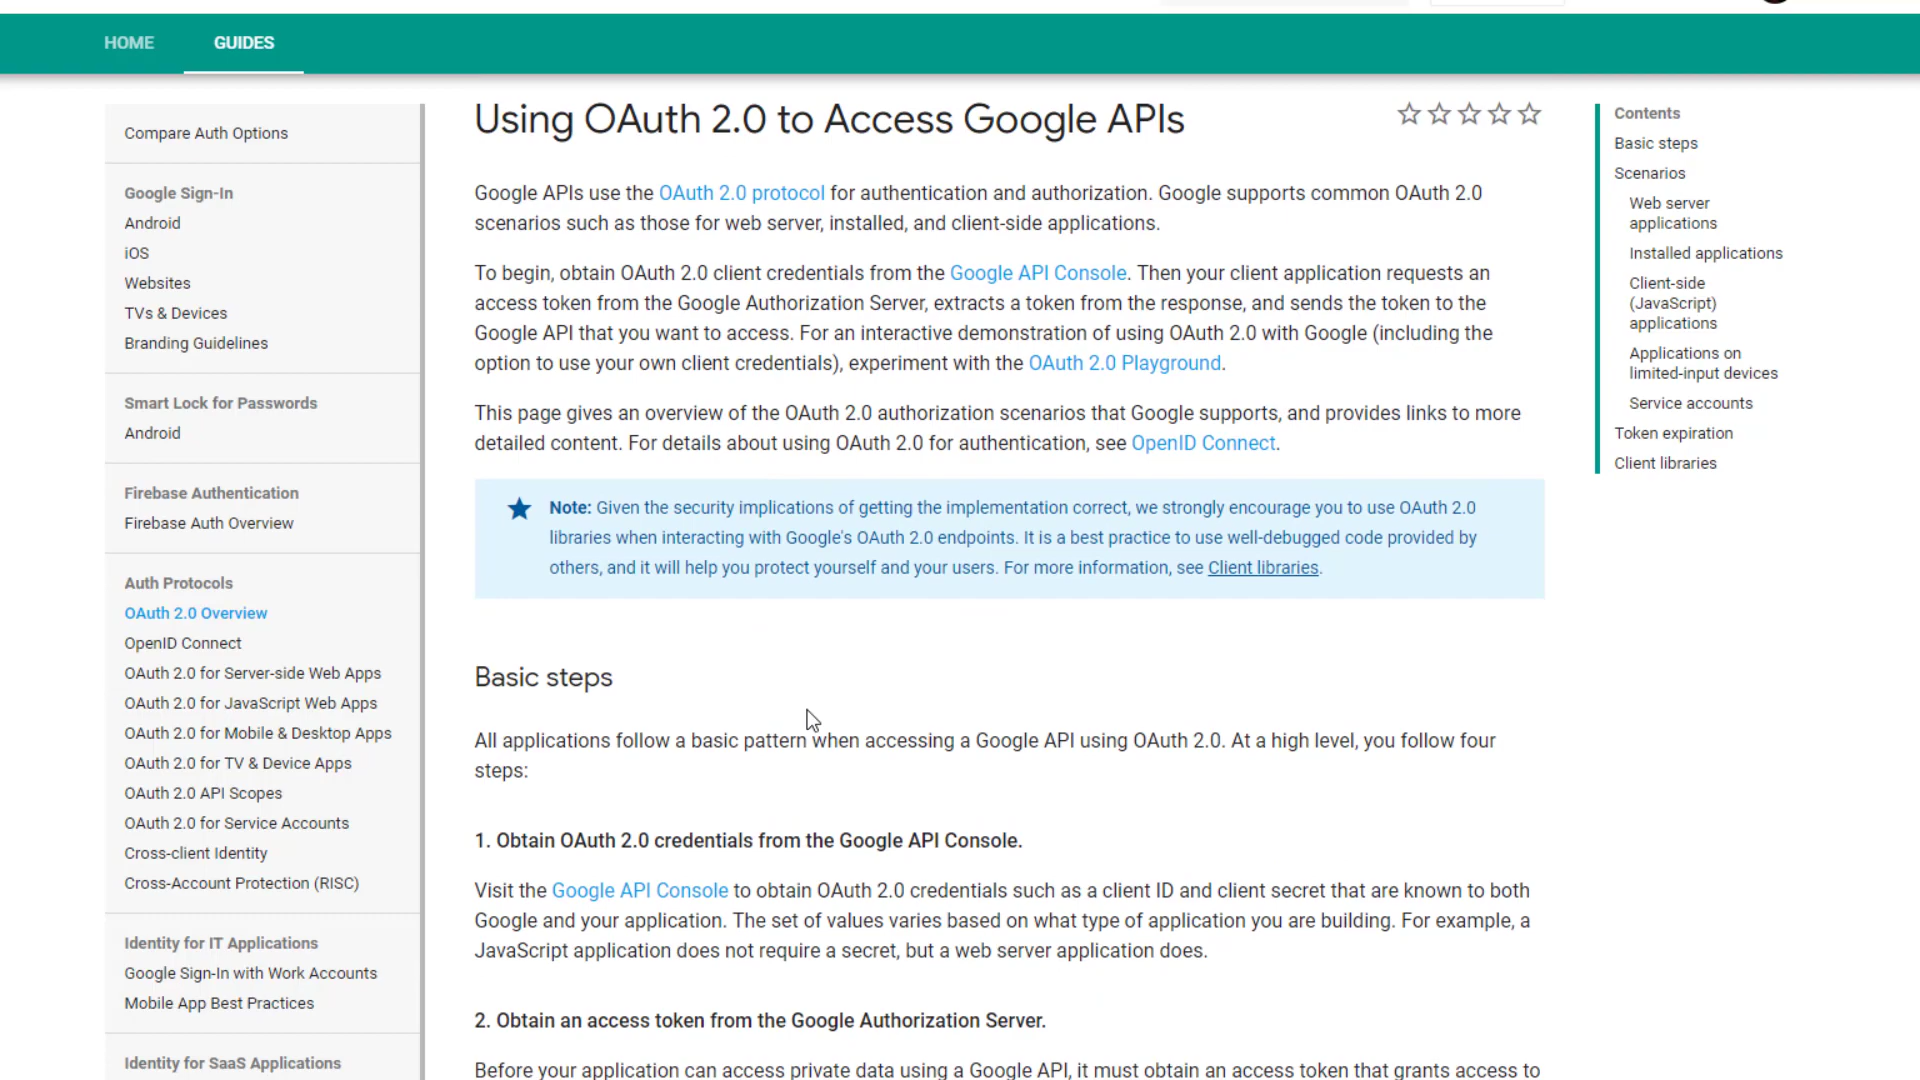 HOME
GUIDES
Compare Auth Options
Google Sign-In
Android
iOS
Websites
TVs & Devices
Branding Guidelines
Smart Lock for Passwords
Android
Firebase Authentication
Firebase Auth Overview
Auth Protocols
OAuth 2.0 Overview
OpenID Connect
OAuth 2.0 for Server-side Web Apps
OAuth 2.0 for JavaScript Web Apps
OAuth 2.0 for Mobile & Desktop Apps
OAuth 2.0 for TV & Device Apps
OAuth 2.0 API Scopes
OAuth 2.0 for Service Accounts
Cross-client Identity
Cross-Account Protection (RISC)
Identity for IT Applications
Google Sign-In with Work Accounts
Mobile App Best Practices
Identity for SaaS Applications
Using OAuth 2.0 to Access Google APIs
Google APIs use the OAuth 2.0 protocol for authentication and authorization. Google supports common OAuth 2.0
scenarios such as those for web server, installed, and client-side applications.
To begin, obtain OAuth 2.0 client credentials from the Google API Console. Then your client application requests an
access token from the Google Authorization Server, extracts a token from the response, and sends the token to the
Google API that you want to access. For an interactive demonstration of using OAuth 2.0 with Google (including the
option to use your own client credentials), experiment with the OAuth 2.0 Playground.
This page gives an overview of the OAuth 2.0 authorization scenarios that Google supports, and provides links to more
detailed content. For details about using OAuth 2.0 for authentication, see OpenID Connect.
Note: Given the security implications of getting the implementation correct, we strongly encourage you to use OAuth 2.0
libraries when interacting with Google's OAuth 2.0 endpoints. It is a best practice to use well-debugged code provided by
others, and it will help you protect yourself and your users. For more information, see Client libraries.
Basic steps
All applications follow a basic pattern when accessing a Google API using OAuth 2.0. At a high level, you follow four
steps:
1. Obtain OAuth 2.0 credentials from the Google API Console.
Visit the Google API Console to obtain OAuth 2.0 credentials such as a client ID and client secret that are known to both
Google and your application. The set of values varies based on what type of application you are building. For example, a
JavaScript application does not require a secret, but a web server application does.
2. Obtain an access token from the Google Authorization Server.
Before your application can access private data using a Google API, it must obtain an access token that grants access to
Contents
Basic steps
Scenarios
Web server
applications
Installed applications
Client-side
(JavaScript)
applications
Applications on
limited-input devices
Service accounts
Token expiration
Client libraries